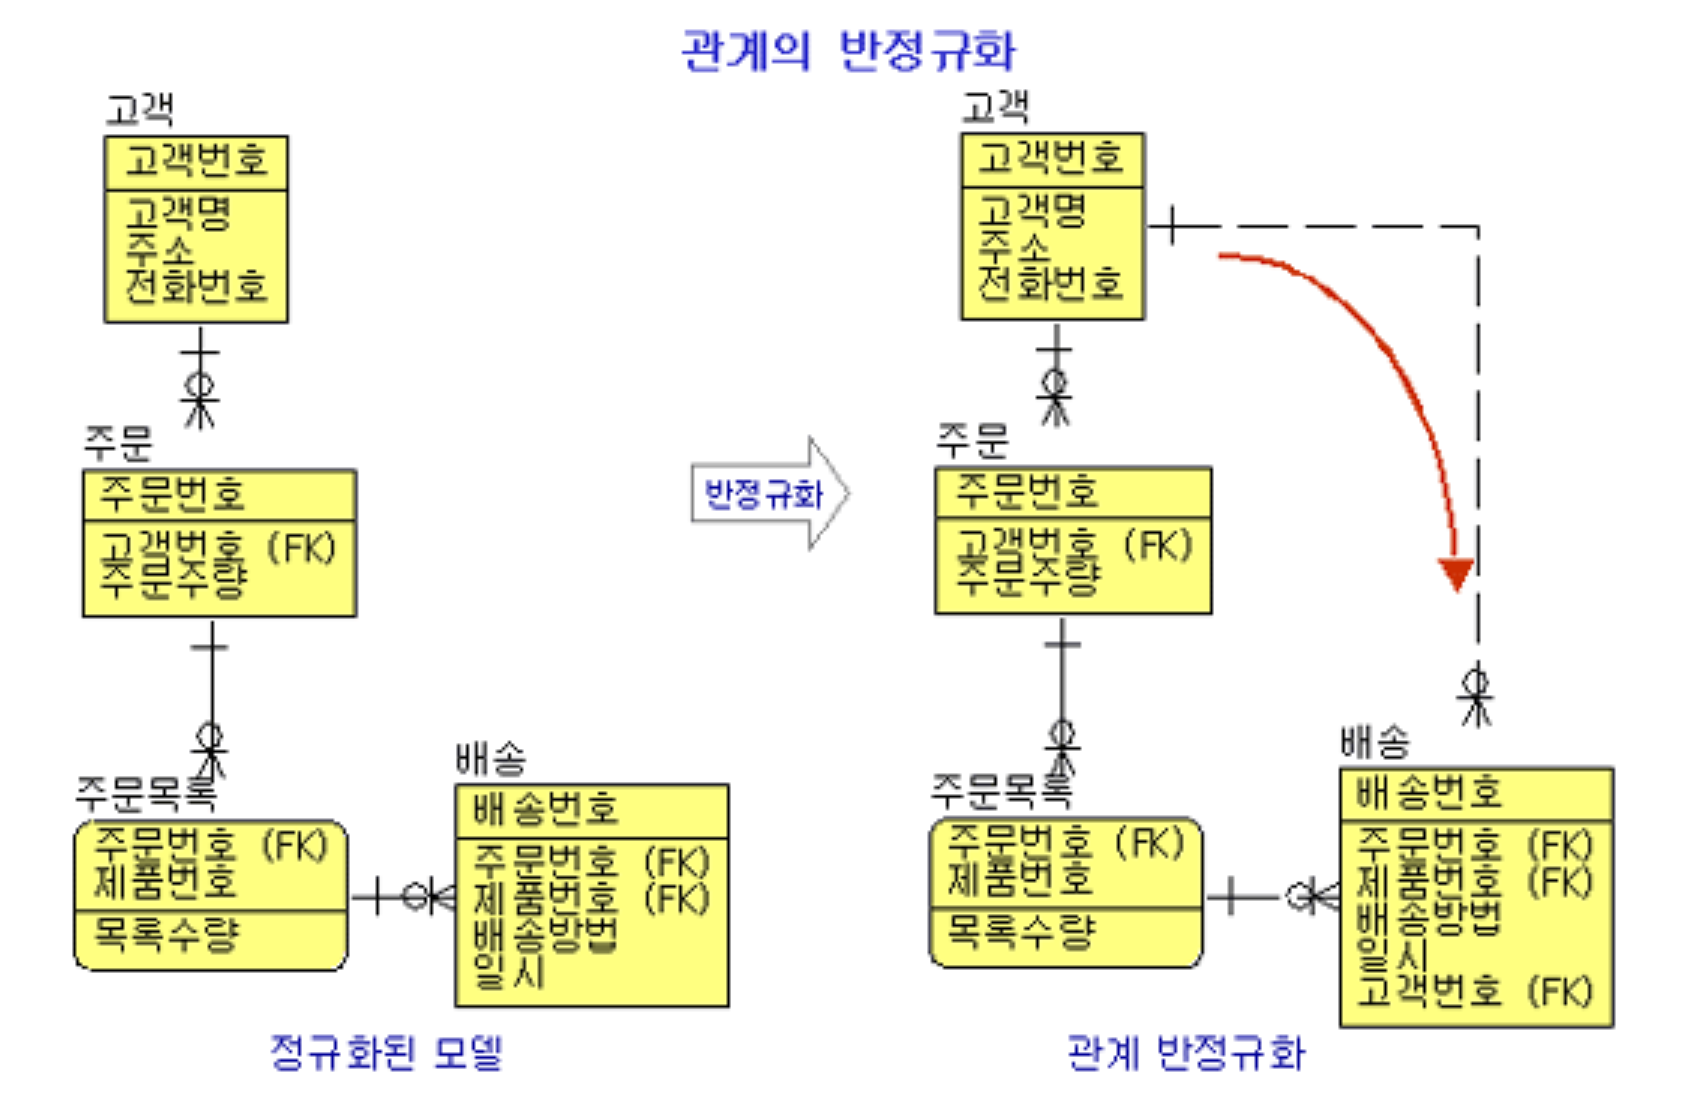 관계의 반정규화
고객
고객번호
고객명
주소
전화번호
주문
주문번호
고객번호 (FK)
주문주량
주문목록
주문번호 (FK)
제품번호
목록수량
배송
배송번호
주문번호 (FK)
제품번호 (FK)
배송방법
일시
정규화된 모델
반정규화
고객
고객번호
고객명
주소
전화번호
주문
주문번호
고객번호 (FK)
주문주량
주문목록
주문번호 (FK)
제품번호
목록수량
배송
배송번호
주문번호 (FK)
제품번호 (FK)
배송방법
일시
고객번호 (FK)
관계 반정규화